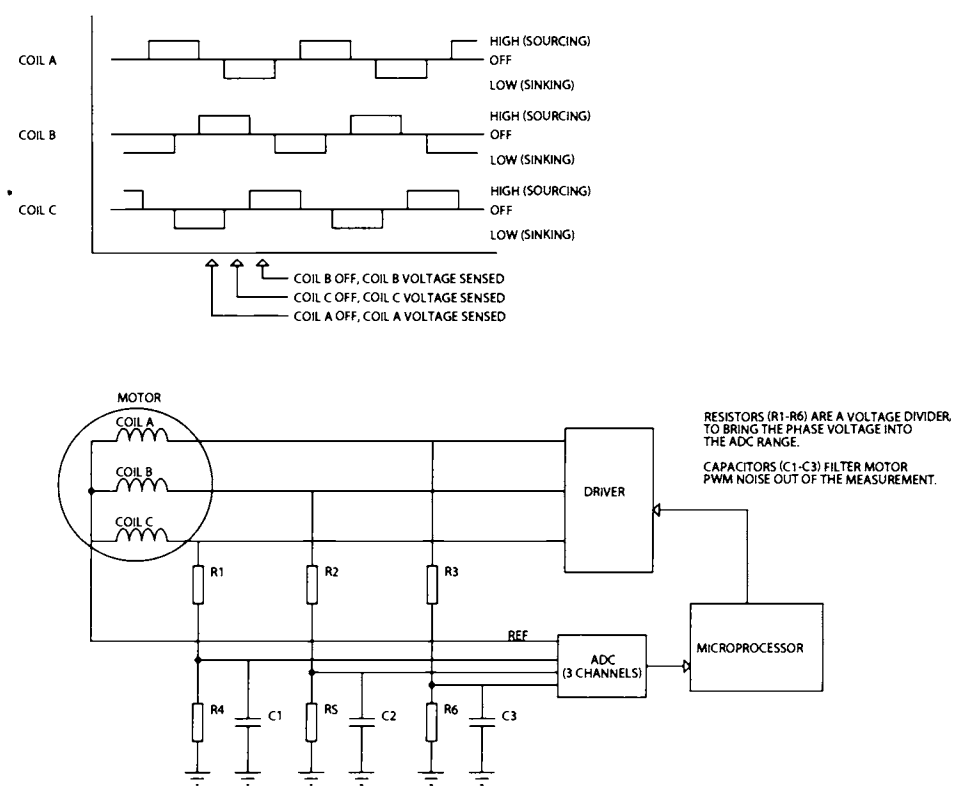 COIL A
HIGH (SOURCING)
OFF
LOW (SINKING)
COIL B
HIGH (SOURCING)
OFF
LOW (SINKING)
COIL C
HIGH (SOURCING)
OFF
LOW (SINKING)
COIL B OFF, COIL B VOLTAGE SENSED
COIL C OFF, COIL C VOLTAGE SENSED
COIL A OFF, COIL A VOLTAGE SENSED
MOTOR
COIL A
COIL B
COIL C
DRIVER
RESISTORS (R1-R6) ARE A VOLTAGE DIVIDER,
TO BRING THE PHASE VOLTAGE INTO
THE ADC RANGE.
CAPACITORS (C1-C3) FILTER MOTOR
PWM NOISE OUT OF THE MEASUREMENT.
R1
R2
R3
REF
ADC
(3 CHANNELS)
MICROPROCESSOR
R4
C1
R5
C2
R6
C3